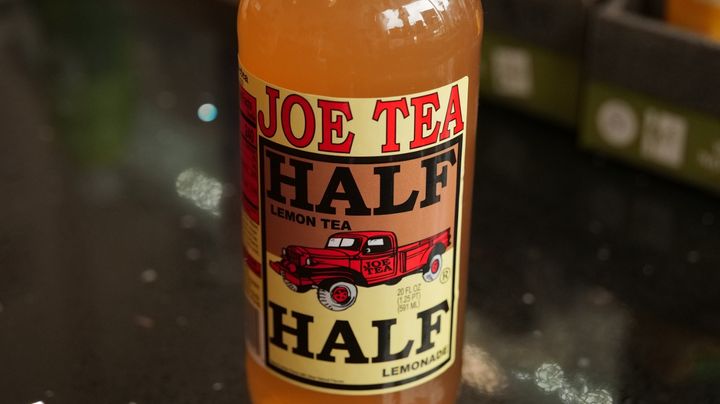 JOE TEA
HALF
LEMON TEA
JOE
TEA
20 FL OZ
(1.25 PT)
(591 ML)
®
HALF
LEMONADE